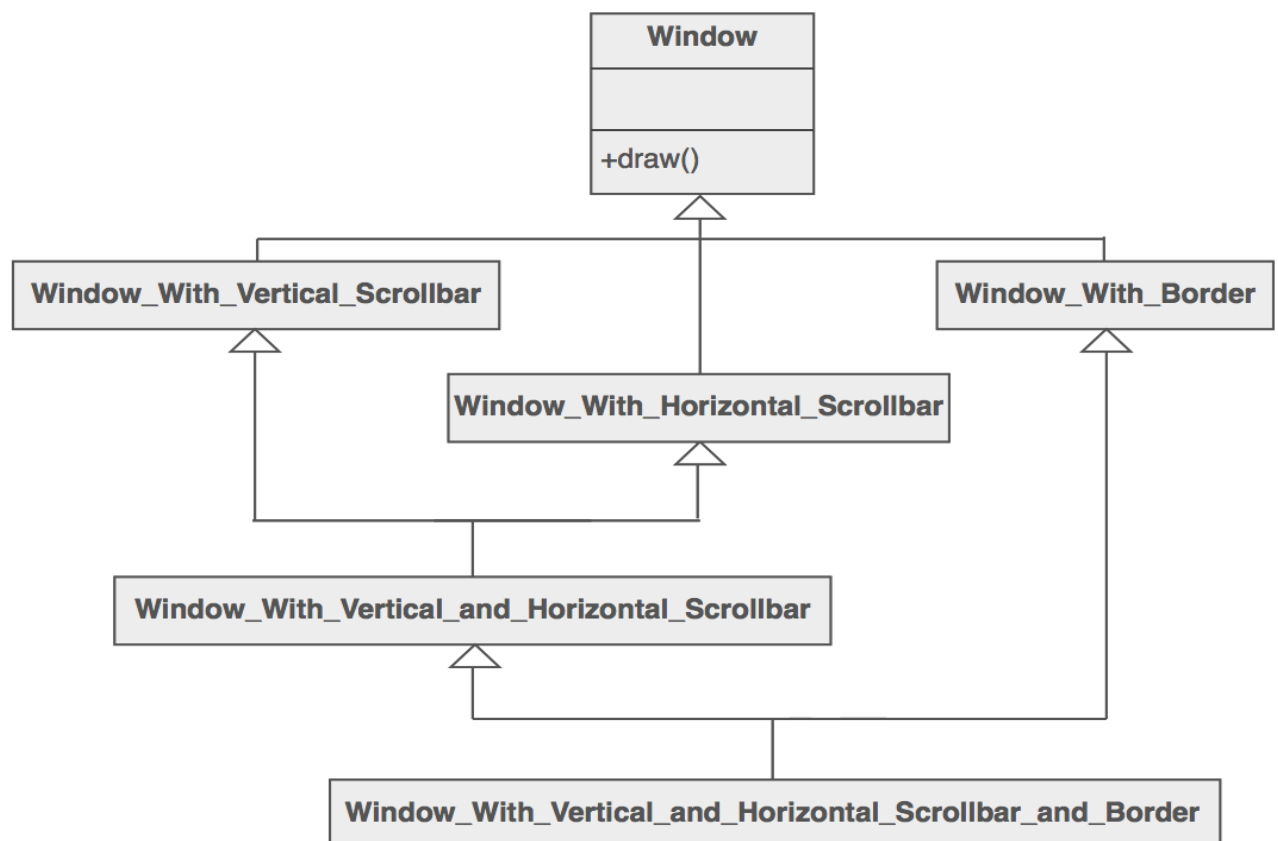 Window
+draw()
Window_With_Vertical_Scrollbar
Window_With_Border
Window_With_Horizontal_Scrollbar
Window_With_Vertical_and_Horizontal_Scrollbar
Window_With_Vertical_and_Horizontal_Scrollbar_and_Border